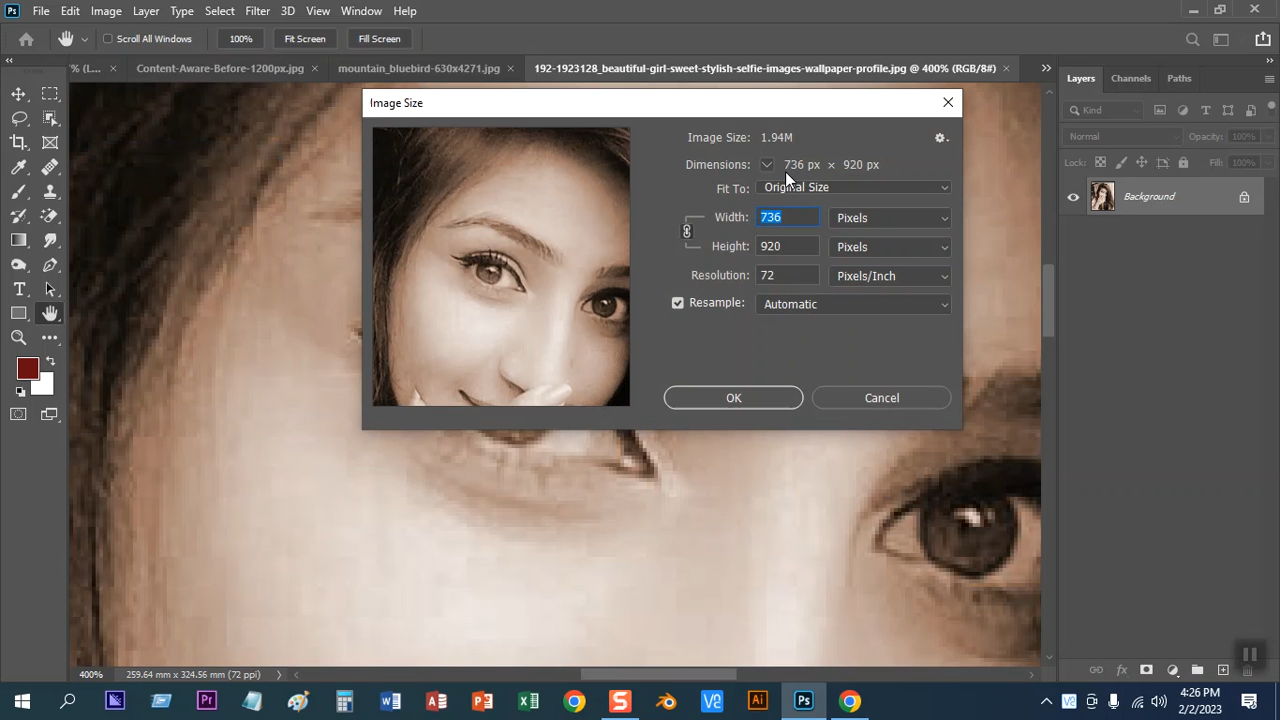 Ps File Edit Image Layer Type Select Filter 3D View Window Help
Scroll All Windows 100% Fit Screen Fill Screen
% (L... Content-Aware-Before-1200px.jpg mountain_bluebird-630x4271.jpg 192-1923128_beautiful-girl-sweet-stylish-selfie-images-wallpaper-profile.jpg @ 400% (RGB/8#)
Layers Channels Paths
Kind
Normal Opacity: 100%
Lock: Fill: 100%
Background
Image Size
Image Size: 1.94M
Dimensions: 736 px × 920 px
Fit To: Original Size
Width: 736 Pixels
Height: 920 Pixels
Resolution: 72 Pixels/Inch
Resample: Automatic
OK Cancel
400% 259.64 mm x 324.56 mm (72 ppi)
Pr Ai Ps
4:26 PM
2/2/2023